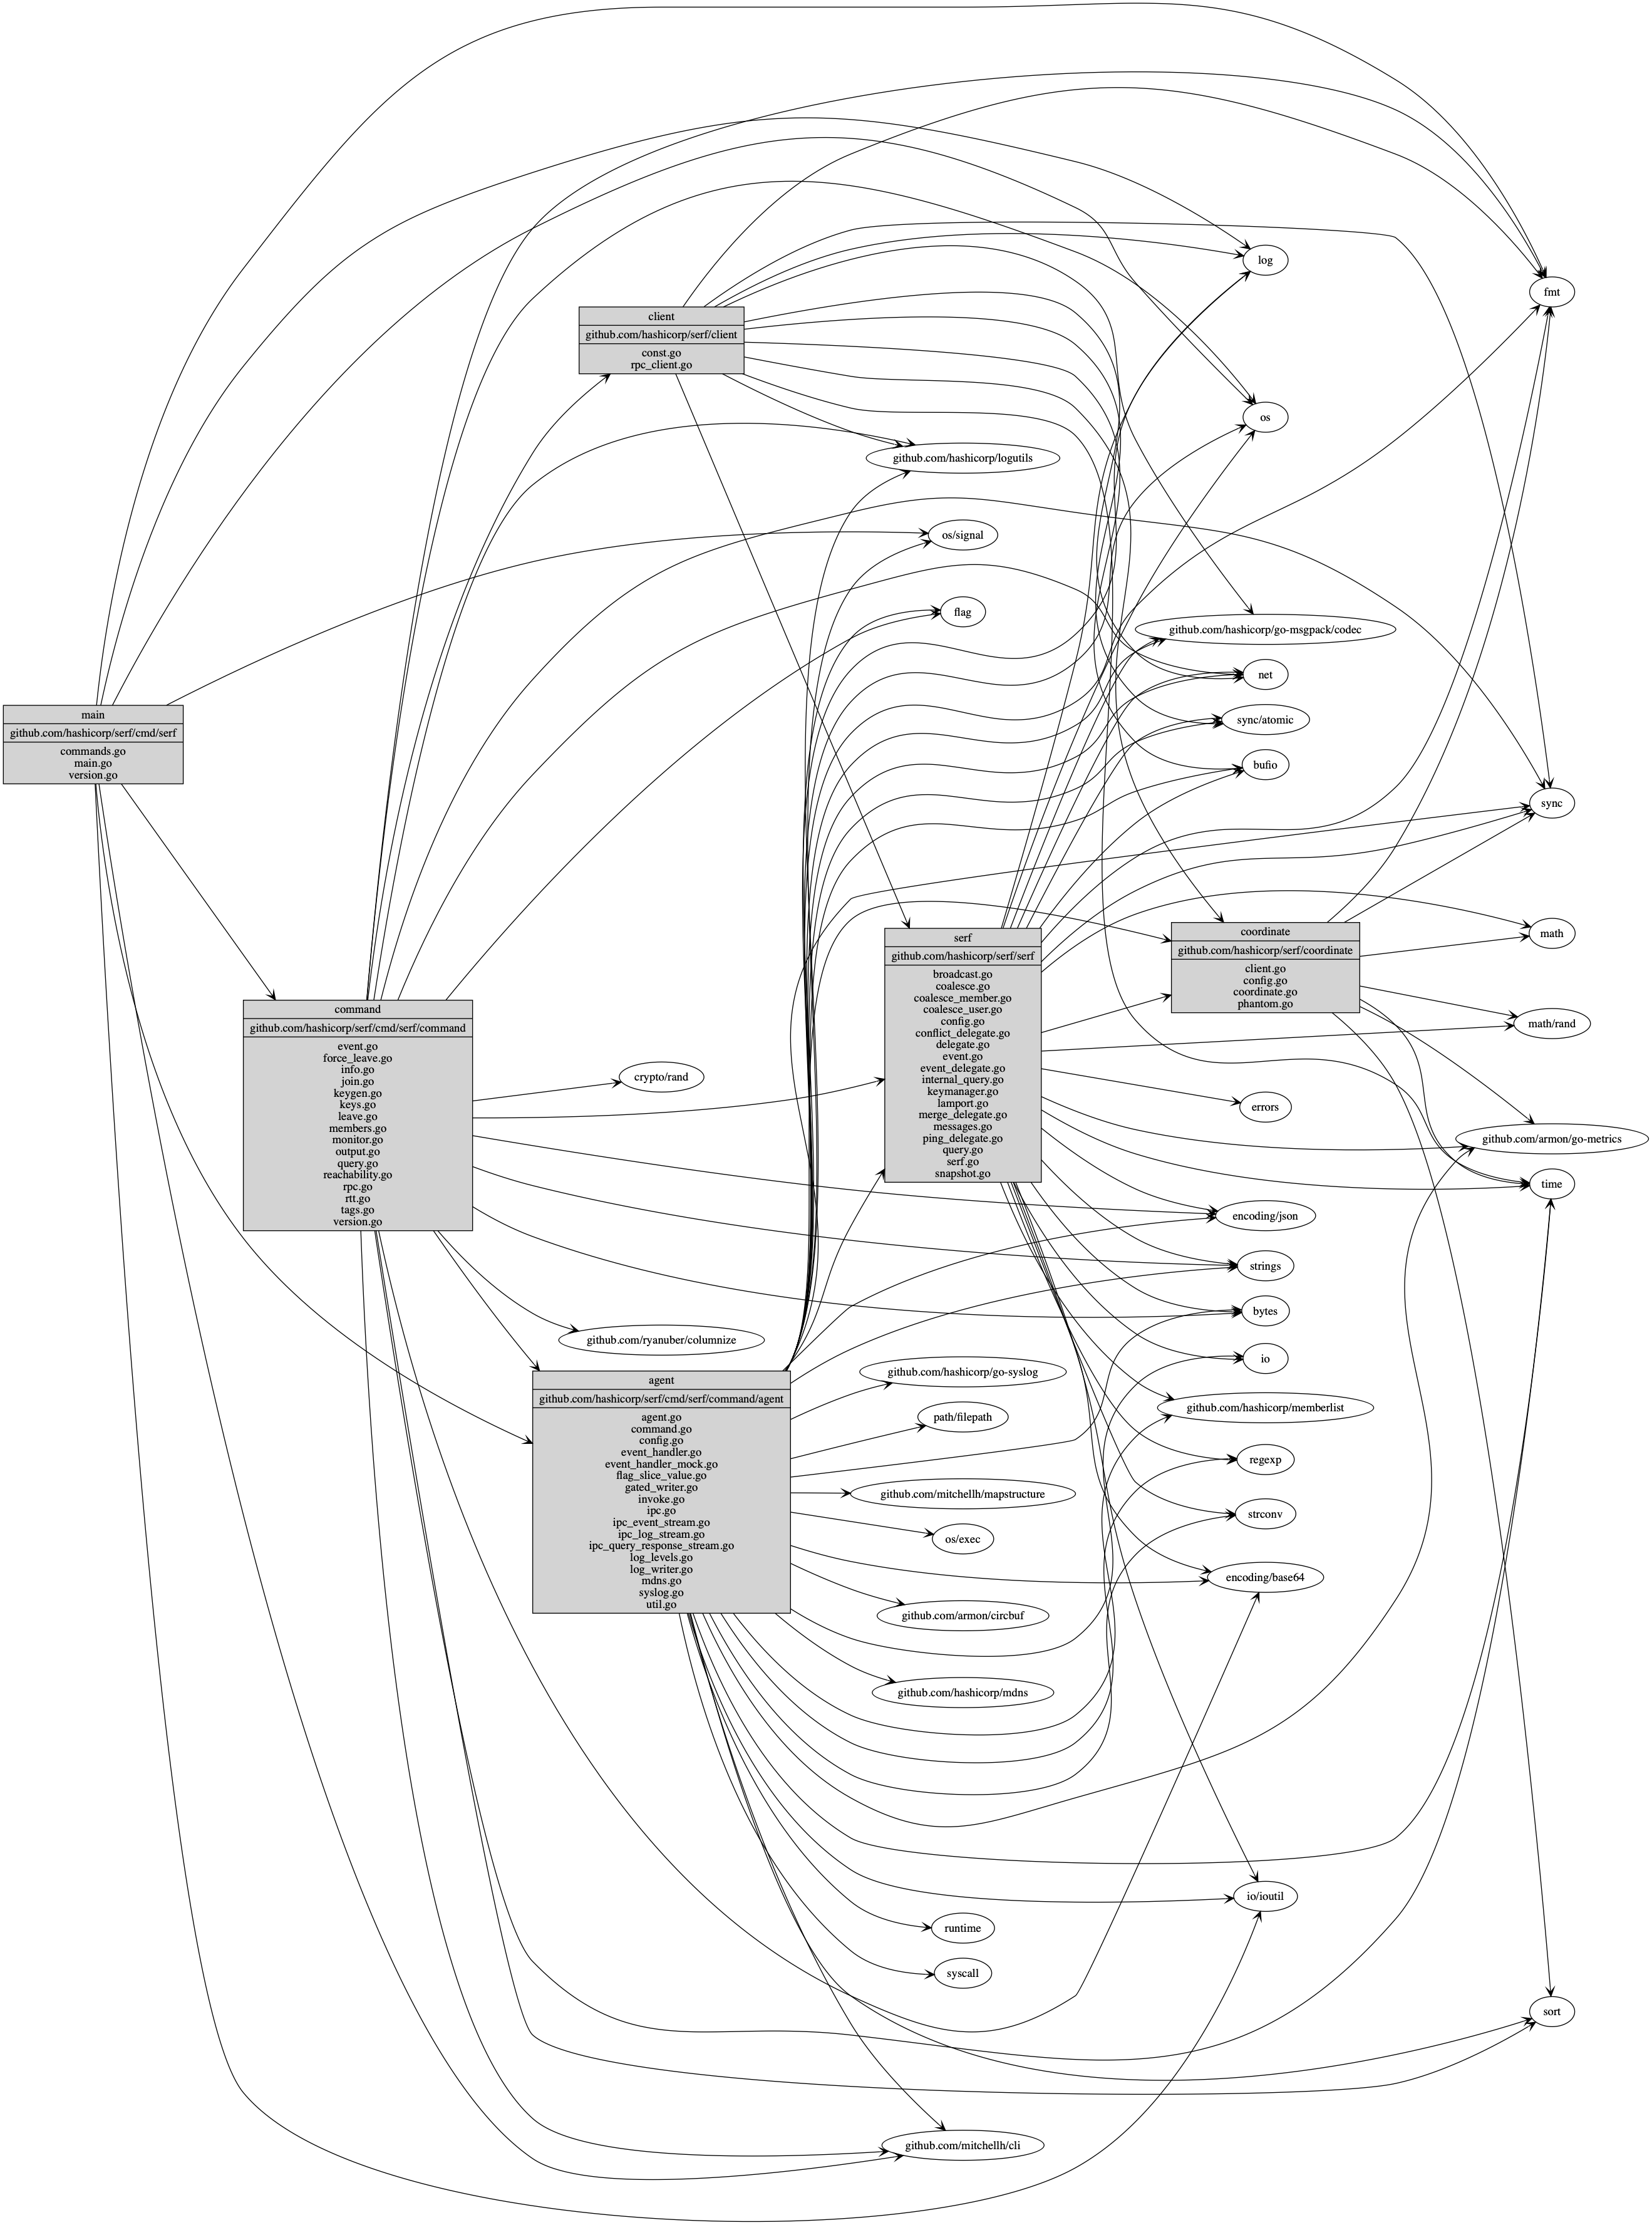 main
github.com/hashicorp/serf/cmd/serf
commands.go
main.go
version.go
command
github.com/hashicorp/serf/cmd/serf/command
event.go
force_leave.go
info.go
join.go
keygen.go
keys.go
leave.go
members.go
monitor.go
output.go
query.go
reachability.go
rpc.go
rtt.go
tags.go
version.go
client
github.com/hashicorp/serf/client
const.go
rpc_client.go
crypto/rand
github.com/ryanuber/columnize
agent
github.com/hashicorp/serf/cmd/serf/command/agent
agent.go
command.go
config.go
event_handler.go
event_handler_mock.go
flag_slice_value.go
gated_writer.go
invoke.go
ipc.go
ipc_event_stream.go
ipc_log_stream.go
ipc_query_response_stream.go
log_levels.go
log_writer.go
mdns.go
syslog.go
util.go
github.com/hashicorp/logutils
os/signal
flag
serf
github.com/hashicorp/serf/serf
broadcast.go
coalesce.go
coalesce_member.go
coalesce_user.go
config.go
conflict_delegate.go
delegate.go
event.go
event_delegate.go
internal_query.go
keymanager.go
lamport.go
merge_delegate.go
messages.go
ping_delegate.go
query.go
serf.go
snapshot.go
github.com/hashicorp/go-syslog
path/filepath
github.com/mitchellh/mapstructure
os/exec
github.com/armon/circbuf
github.com/hashicorp/mdns
runtime
syscall
github.com/mitchellh/cli
log
os
github.com/hashicorp/go-msgpack/codec
net
sync/atomic
bufio
coordinate
github.com/hashicorp/serf/coordinate
client.go
config.go
coordinate.go
phantom.go
errors
encoding/json
strings
bytes
io
github.com/hashicorp/memberlist
regexp
strconv
encoding/base64
io/ioutil
fmt
sync
math
math/rand
github.com/armon/go-metrics
time
sort